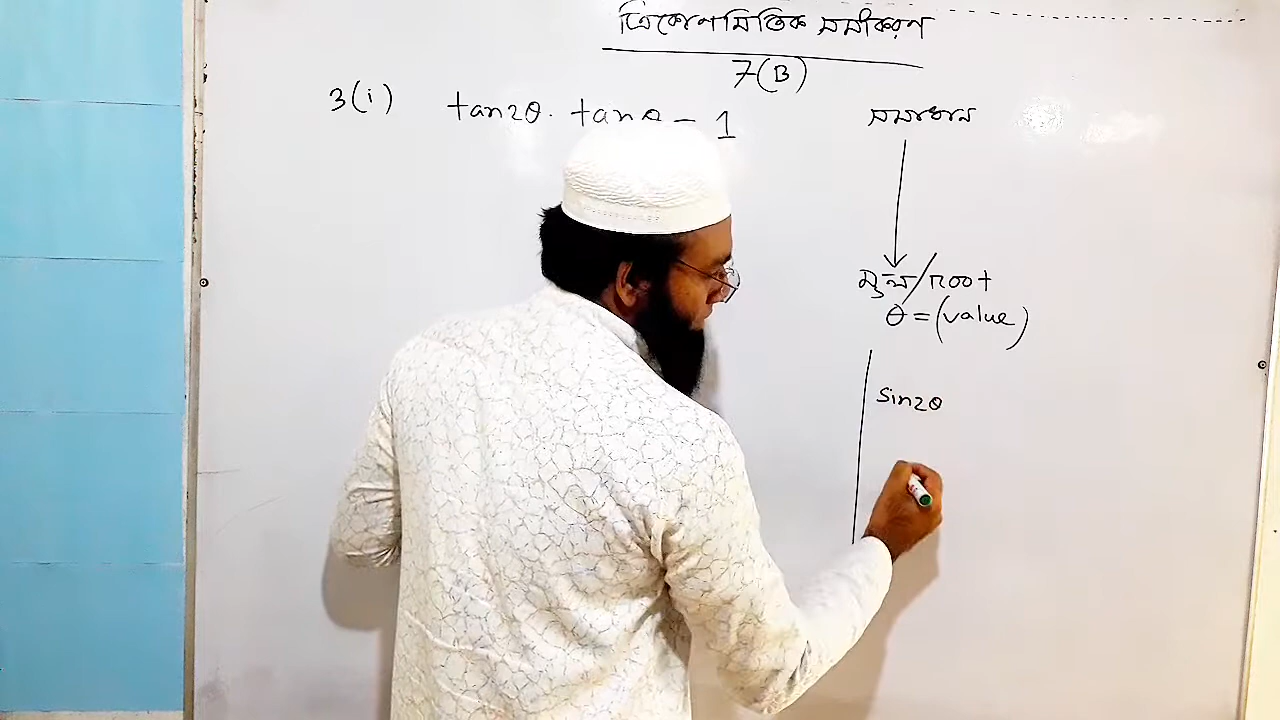 ত্রিকোণমিতিক সমীকরণ
7(B)
3(i) tan2θ. tanθ = 1
সমাধান
মূল/root
θ = (value)
sin2θ